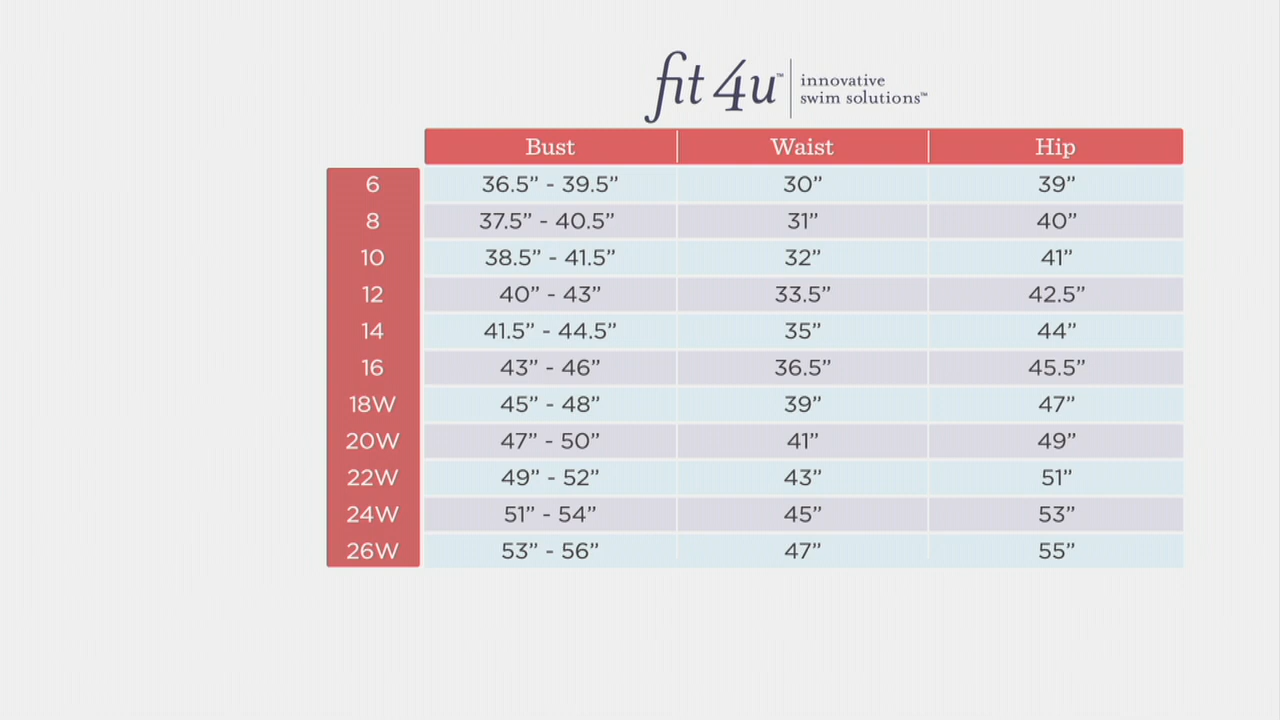 fit 4u™ innovative
swim solutions™
Bust Waist Hip
6 36.5” - 39.5” 30” 39”
8 37.5” - 40.5” 31” 40”
10 38.5” - 41.5” 32” 41”
12 40” - 43” 33.5” 42.5”
14 41.5” - 44.5” 35” 44”
16 43” - 46” 36.5” 45.5”
18W 45” - 48” 39” 47”
20W 47” - 50” 41” 49”
22W 49” - 52” 43” 51”
24W 51” - 54” 45” 53”
26W 53” - 56” 47” 55”